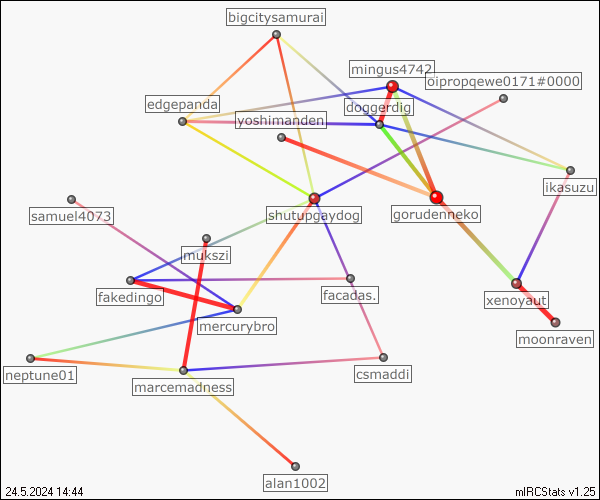 bigcitysamurai
mingus4742
oipropqewe0171#0000
edgepanda
doggerdig
yoshimanden
ikasuzu
samuel4073
shutupgaydog
gorudenneko
mukszi
fakedingo
facadas.
xenoyaut
mercurybro
moonraven
neptune01
marcemadness
csmaddi
alan1002
24.5.2024 14:44
mIRCStats v1.25